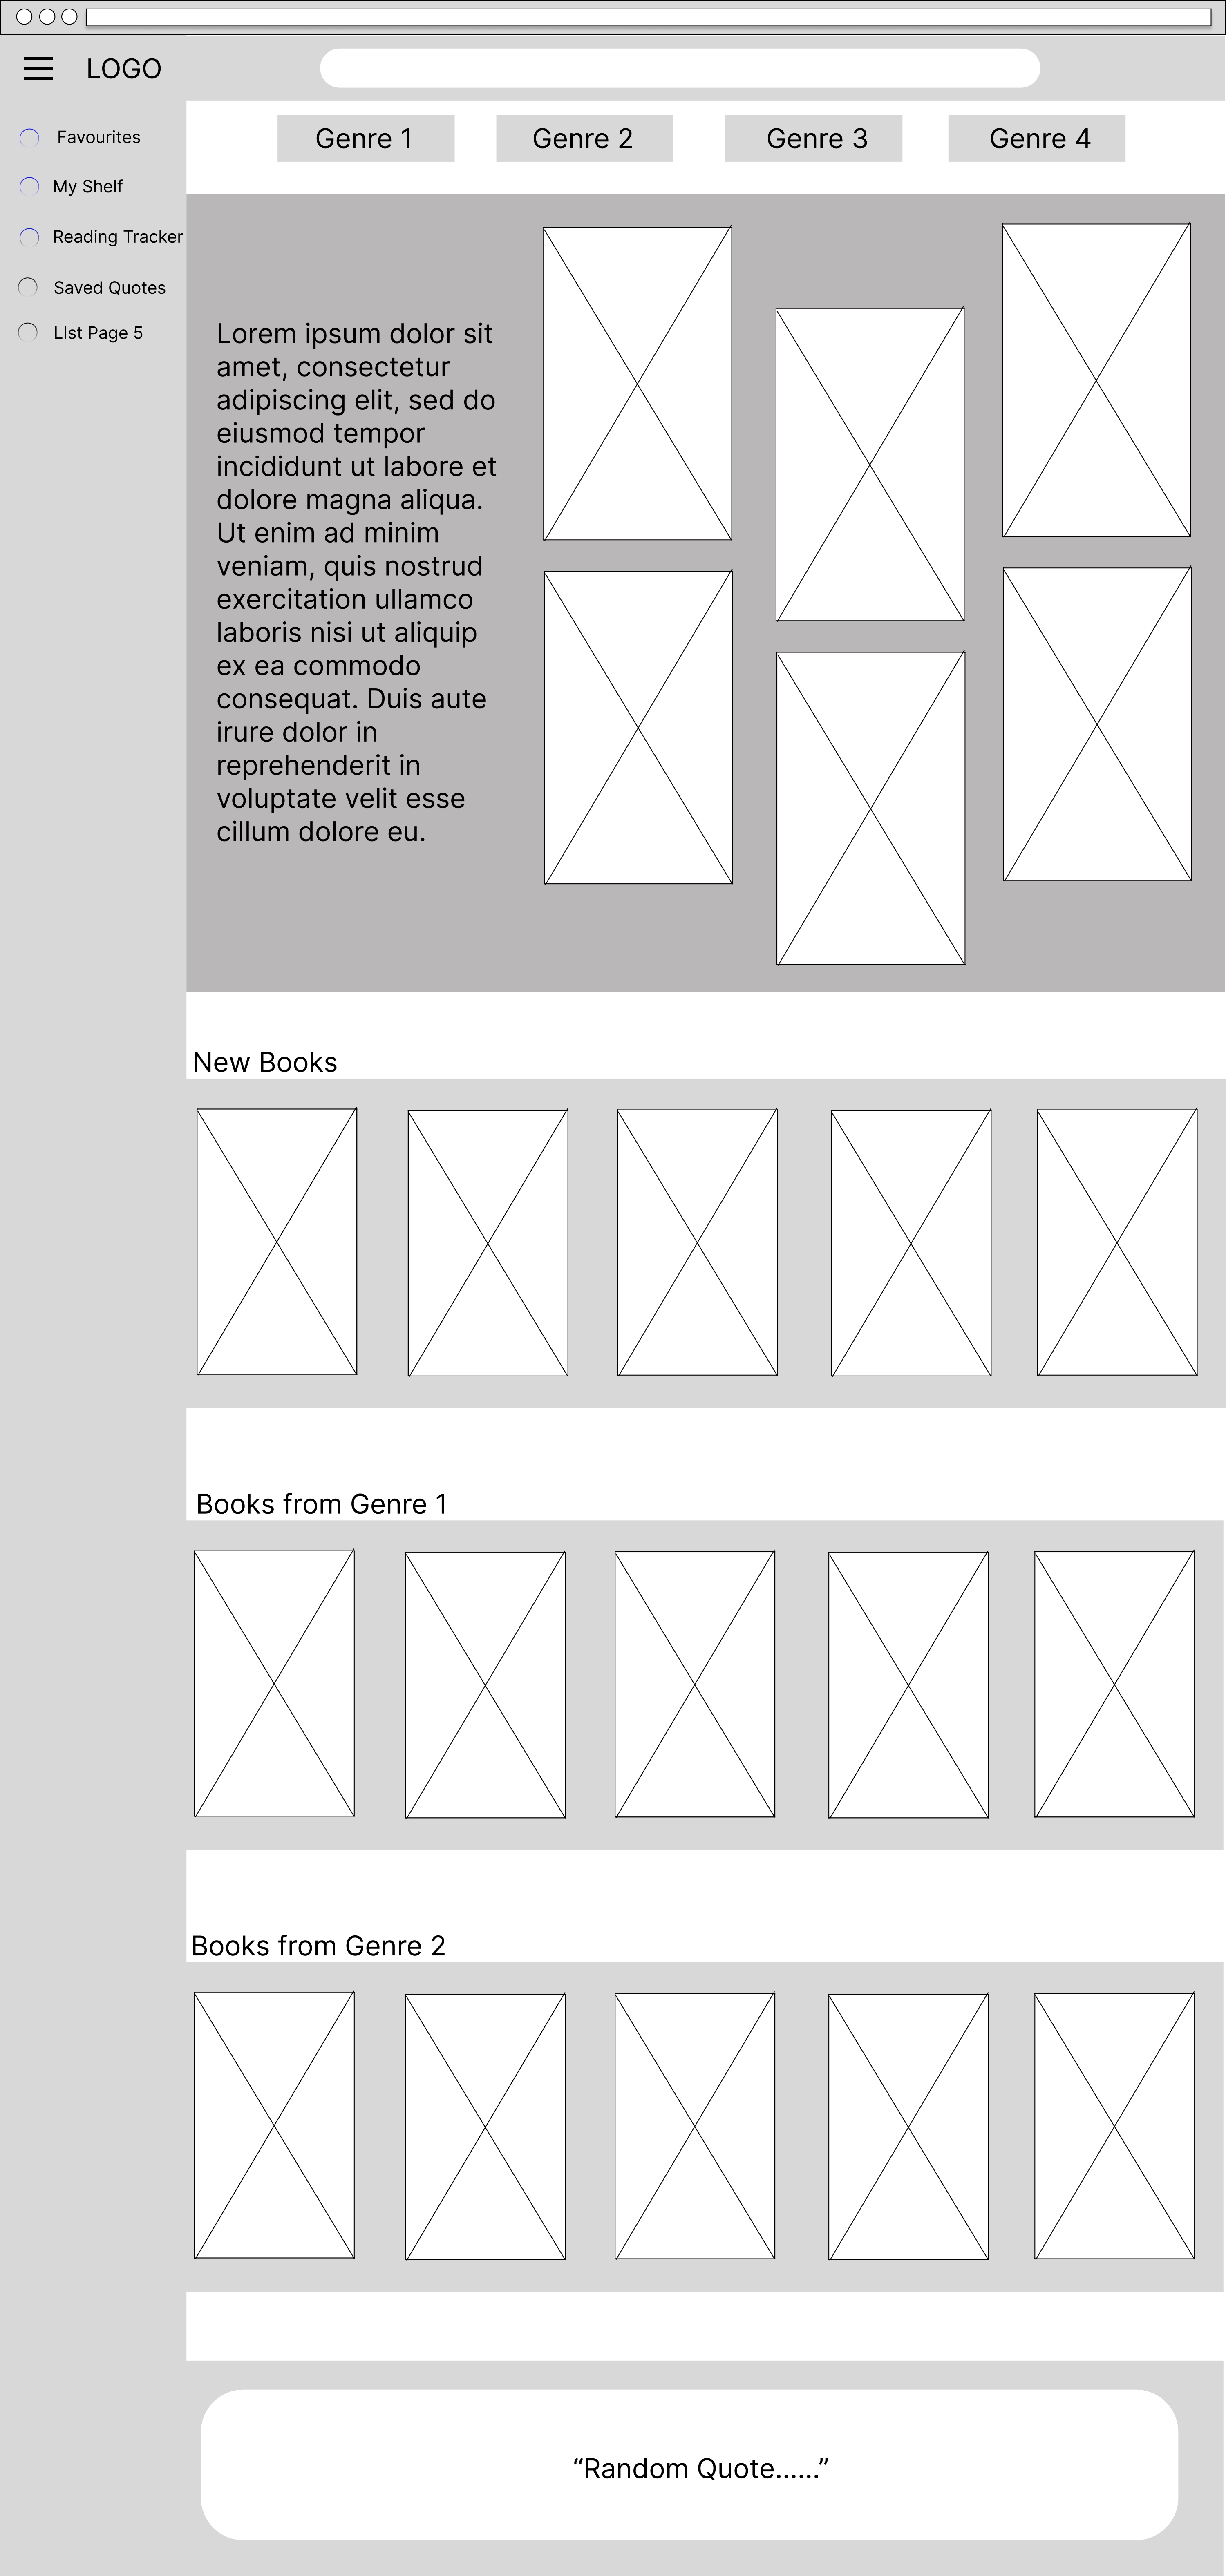 LOGO
Favourites
My Shelf
Reading Tracker
Saved Quotes
LIst Page 5
Genre 1
Genre 2
Genre 3
Genre 4
Lorem ipsum dolor sit
amet, consectetur
adipiscing elit, sed do
eiusmod tempor
incididunt ut labore et
dolore magna aliqua.
Ut enim ad minim
veniam, quis nostrud
exercitation ullamco
laboris nisi ut aliquip
ex ea commodo
consequat. Duis aute
irure dolor in
reprehenderit in
voluptate velit esse
cillum dolore eu.
New Books
Books from Genre 1
Books from Genre 2
“Random Quote......”